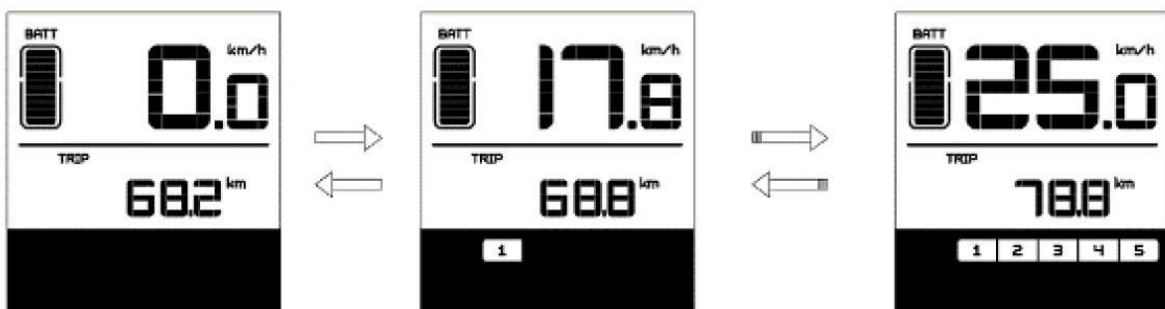 BATT
km/h
0.0
TRIP
68.2 km
BATT
km/h
17.8
TRIP
68.8 km
1
BATT
km/h
25.0
TRIP
78.8 km
1 2 3 4 5